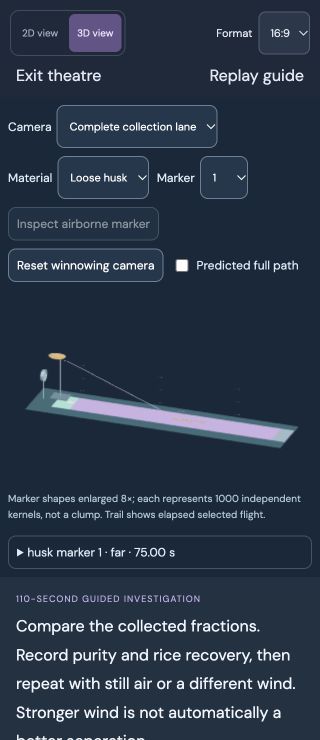 2D view
3D view
Format
16:9
Exit theatre
Replay guide
Camera
Complete collection lane
Material
Loose husk
Marker
1
Inspect airborne marker
Reset winnowing camera
Predicted full path
Marker shapes enlarged 8×; each represents 1000 independent
kernels, not a clump. Trail shows elapsed selected flight.
husk marker 1 · far · 75.00 s
110-SECOND GUIDED INVESTIGATION
Compare the collected fractions.
Record purity and rice recovery, then
repeat with still air or a different wind.
Stronger wind is not automatically a
better separation.